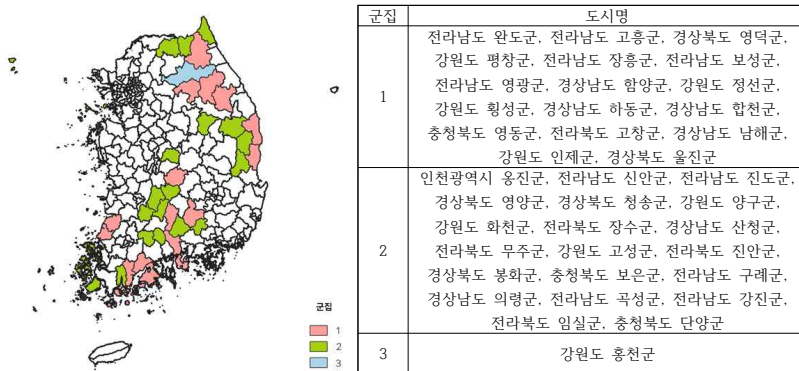 군집
1
2
3
군집 도시명
1
전라남도 완도군, 전라남도 고흥군, 경상북도 영덕군,
강원도 평창군, 전라남도 장흥군, 전라남도 보성군,
전라남도 영광군, 경상남도 함양군, 강원도 정선군,
강원도 횡성군, 경상남도 하동군, 경상남도 합천군,
충청북도 영동군, 전라북도 고창군, 경상남도 남해군,
강원도 인제군, 경상북도 울진군
2
인천광역시 옹진군, 전라남도 신안군, 전라남도 진도군,
경상북도 영양군, 경상북도 청송군, 강원도 양구군,
강원도 화천군, 전라북도 장수군, 경상남도 산청군,
전라북도 무주군, 강원도 고성군, 전라북도 진안군,
경상북도 봉화군, 충청북도 보은군, 전라남도 구례군,
경상남도 의령군, 전라남도 곡성군, 전라남도 강진군,
전라북도 임실군, 충청북도 단양군
3 강원도 홍천군